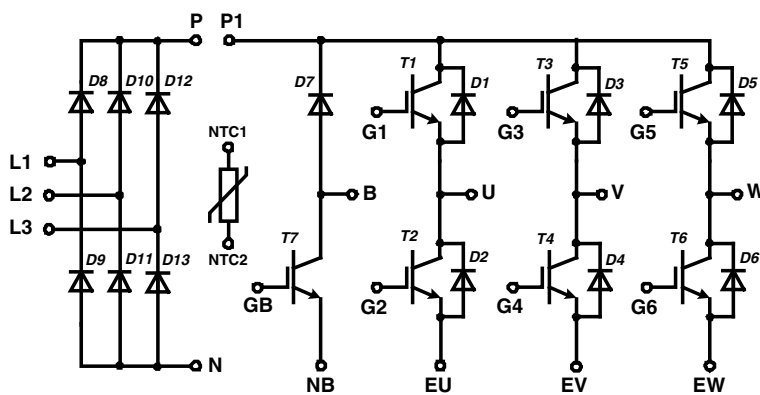 P P1
D8 D10 D12 D7 T1 D1 T3 D3 T5 D5
G1 G3 G5
NTC1
L1
L2 B U V W
L3
NTC2
D9 D11 D13 T7 T2 D2 T4 D4 T6 D6
GB G2 G4 G6
N NB EU EV EW